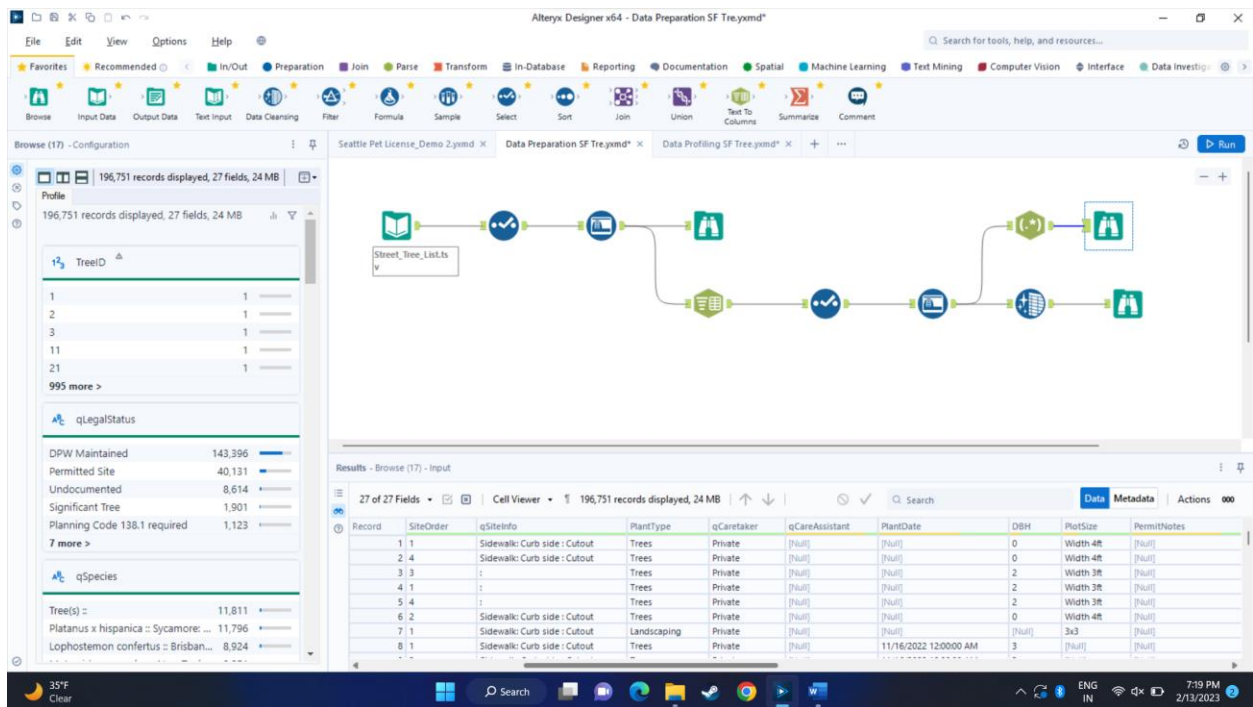 Alteryx Designer x64 - Data Preparation SF Tre.yxmd*
File Edit View Options Help
Search for tools, help, and resources...
Favorites Recommended In/Out Preparation Join Parse Transform In-Database Reporting Documentation Spatial Machine Learning Text Mining Computer Vision Interface Data Investig
Browse Input Data Output Data Text Input Data Cleansing Filter Formula Sample Select Sort Join Union Text To Columns Summarize Comment
Browse (17) - Configuration
Seattle Pet License_Demo 2.yxmd Data Preparation SF Tre.yxmd* Data Profiling SF Tree.yxmd* + ...
Run
196,751 records displayed, 27 fields, 24 MB
Profile
196,751 records displayed, 27 fields, 24 MB
123 TreeID
1 1
2 1
3 1
11 1
21 1
995 more >
ABC qLegalStatus
DPW Maintained 143,396
Permitted Site 40,131
Undocumented 8,614
Significant Tree 1,901
Planning Code 138.1 required 1,123
7 more >
ABC qSpecies
Tree(s) :: 11,811
Platanus x hispanica :: Sycamore: ... 11,796
Lophostemon confertus :: Brisban... 8,924
Street_Tree_List.ts
v
(.*)
Results - Browse (17) - Input
27 of 27 Fields Cell Viewer 196,751 records displayed, 24 MB Search Data Metadata Actions 000
Record SiteOrder qSiteInfo PlantType qCaretaker qCareAssistant PlantDate DBH PlotSize PermitNotes
1 1 Sidewalk: Curb side : Cutout Trees Private [Null] [Null] 0 Width 4ft [Null]
2 4 Sidewalk: Curb side : Cutout Trees Private [Null] [Null] 0 Width 4ft [Null]
3 3 : Trees Private [Null] [Null] 2 Width 3ft [Null]
4 1 : Trees Private [Null] [Null] 2 Width 3ft [Null]
5 4 : Trees Private [Null] [Null] 2 Width 3ft [Null]
6 2 Sidewalk: Curb side : Cutout Trees Private [Null] [Null] 0 Width 4ft [Null]
7 1 Sidewalk: Curb side : Cutout Landscaping Private [Null] [Null] [Null] 3x3 [Null]
8 1 Sidewalk: Curb side : Cutout Trees Private [Null] 11/16/2022 12:00:00 AM 3 [Null] [Null]
35°F
Clear
Search
ENG
IN
7:19 PM
2/13/2023
2